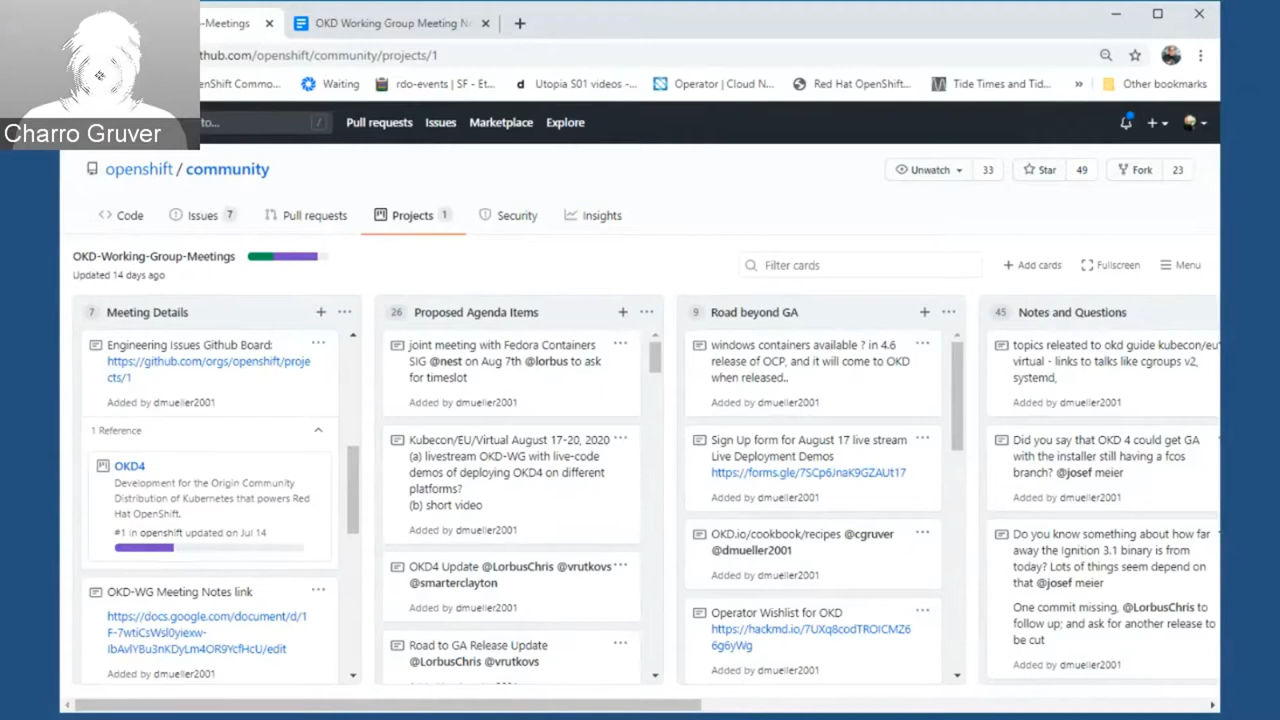 -Meetings
OKD Working Group Meeting N
thub.com/openshift/community/projects/1
enShift Commo...
Waiting
rdo-events | SF - Et...
Utopia S01 videos -...
Operator | Cloud N...
Red Hat OpenShift...
Tide Times and Tid...
»
Other bookmarks
Charro Gruver
to...
/
Pull requests
Issues
Marketplace
Explore
openshift / community
Unwatch
33
Star
49
Fork
23
Code
Issues 7
Pull requests
Projects 1
Security
Insights
OKD-Working-Group-Meetings
Updated 14 days ago
Filter cards
+ Add cards
Fullscreen
Menu
7 Meeting Details
Engineering Issues Github Board:
https://github.com/orgs/openshift/proje
cts/1
Added by dmueller2001
1 Reference
OKD4
Development for the Origin Community
Distribution of Kubernetes that powers Red
Hat OpenShift.
#1 in openshift updated on Jul 14
OKD-WG Meeting Notes link
https://docs.google.com/document/d/1
F-7wtiCsWsl0yiexw-
IbAvlYBu3nKDyLm4OR9YcfHcU/edit
Added by dmueller2001
26 Proposed Agenda Items
joint meeting with Fedora Containers
SIG @nest on Aug 7th @lorbus to ask
for timeslot
Added by dmueller2001
Kubecon/EU/Virtual August 17-20, 2020
(a) livestream OKD-WG with live-code
demos of deploying OKD4 on different
platforms?
(b) short video
Added by dmueller2001
OKD4 Update @LorbusChris @vrutkovs
@smarterclayton
Added by dmueller2001
Road to GA Release Update
@LorbusChris @vrutkovs
9 Road beyond GA
windows containers available ? in 4.6
release of OCP, and it will come to OKD
when released..
Added by dmueller2001
Sign Up form for August 17 live stream
Live Deployment Demos
https://forms.gle/7SCp6JnaK9GZAUt17
Added by dmueller2001
OKD.io/cookbook/recipes @cgruver
@dmueller2001
Added by dmueller2001
Operator Wishlist for OKD
https://hackmd.io/7UXq8codTROICMZ6
6g6yWg
Added by dmueller2001
45 Notes and Questions
topics releated to okd guide kubecon/eu
virtual - links to talks like cgroups v2,
systemd,
Added by dmueller2001
Did you say that OKD 4 could get GA
with the installer still having a fcos
branch? @josef meier
Added by dmueller2001
Do you know something about how far
away the Ignition 3.1 binary is from
today? Lots of things seem depend on
that @josef meier
One commit missing, @LorbusChris to
follow up; and ask for another release to
be cut
Added by dmueller2001